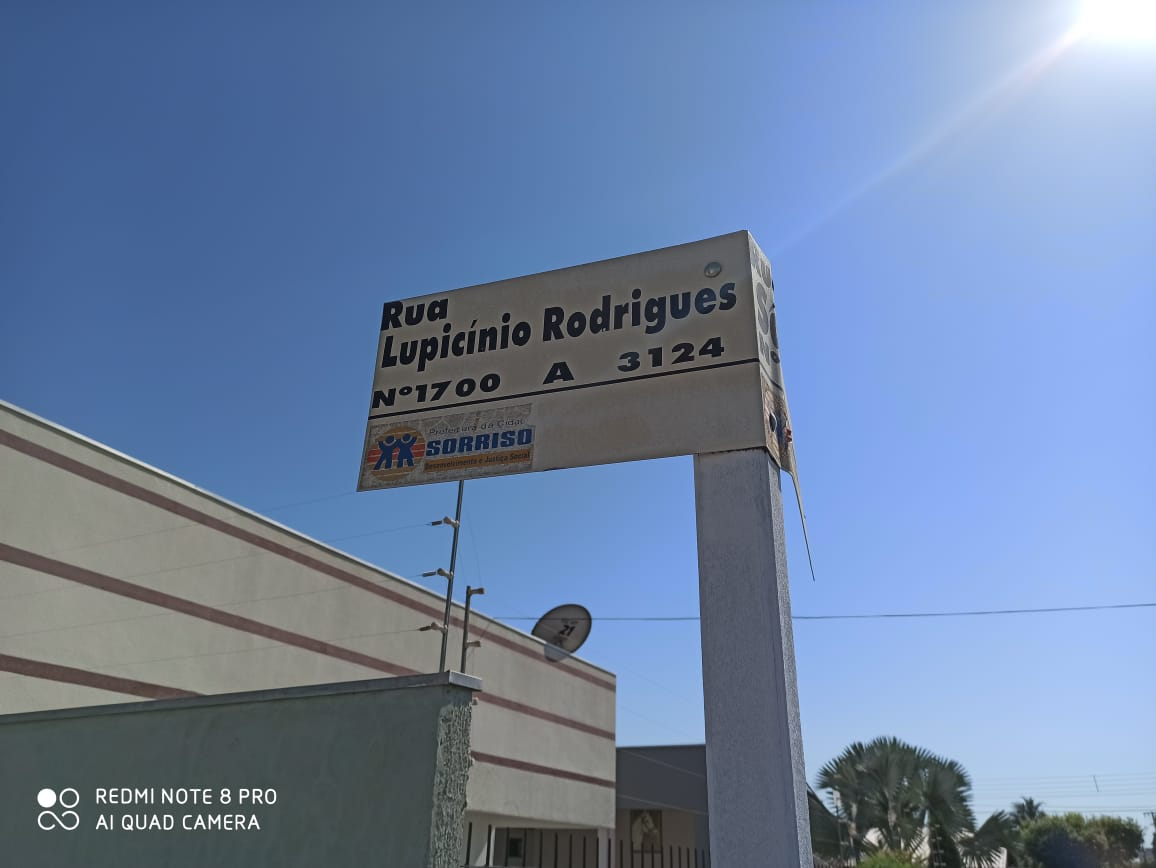 Rua
Lupicínio Rodrigues
Nº1700 A 3124
Prefeitura da Cidade
SORRISO
Desenvolvimento e Justiça Social
21
REDMI NOTE 8 PRO
AI QUAD CAMERA